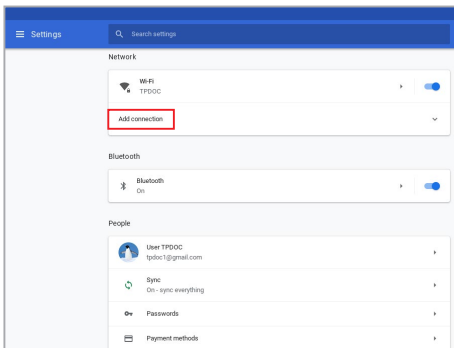 Settings
Search settings
Network
Wi-Fi
TPDOC
Add connection
Bluetooth
Bluetooth
On
People
User TPDOC
tpdoc1@gmail.com
Sync
On - sync everything
Passwords
Payment methods